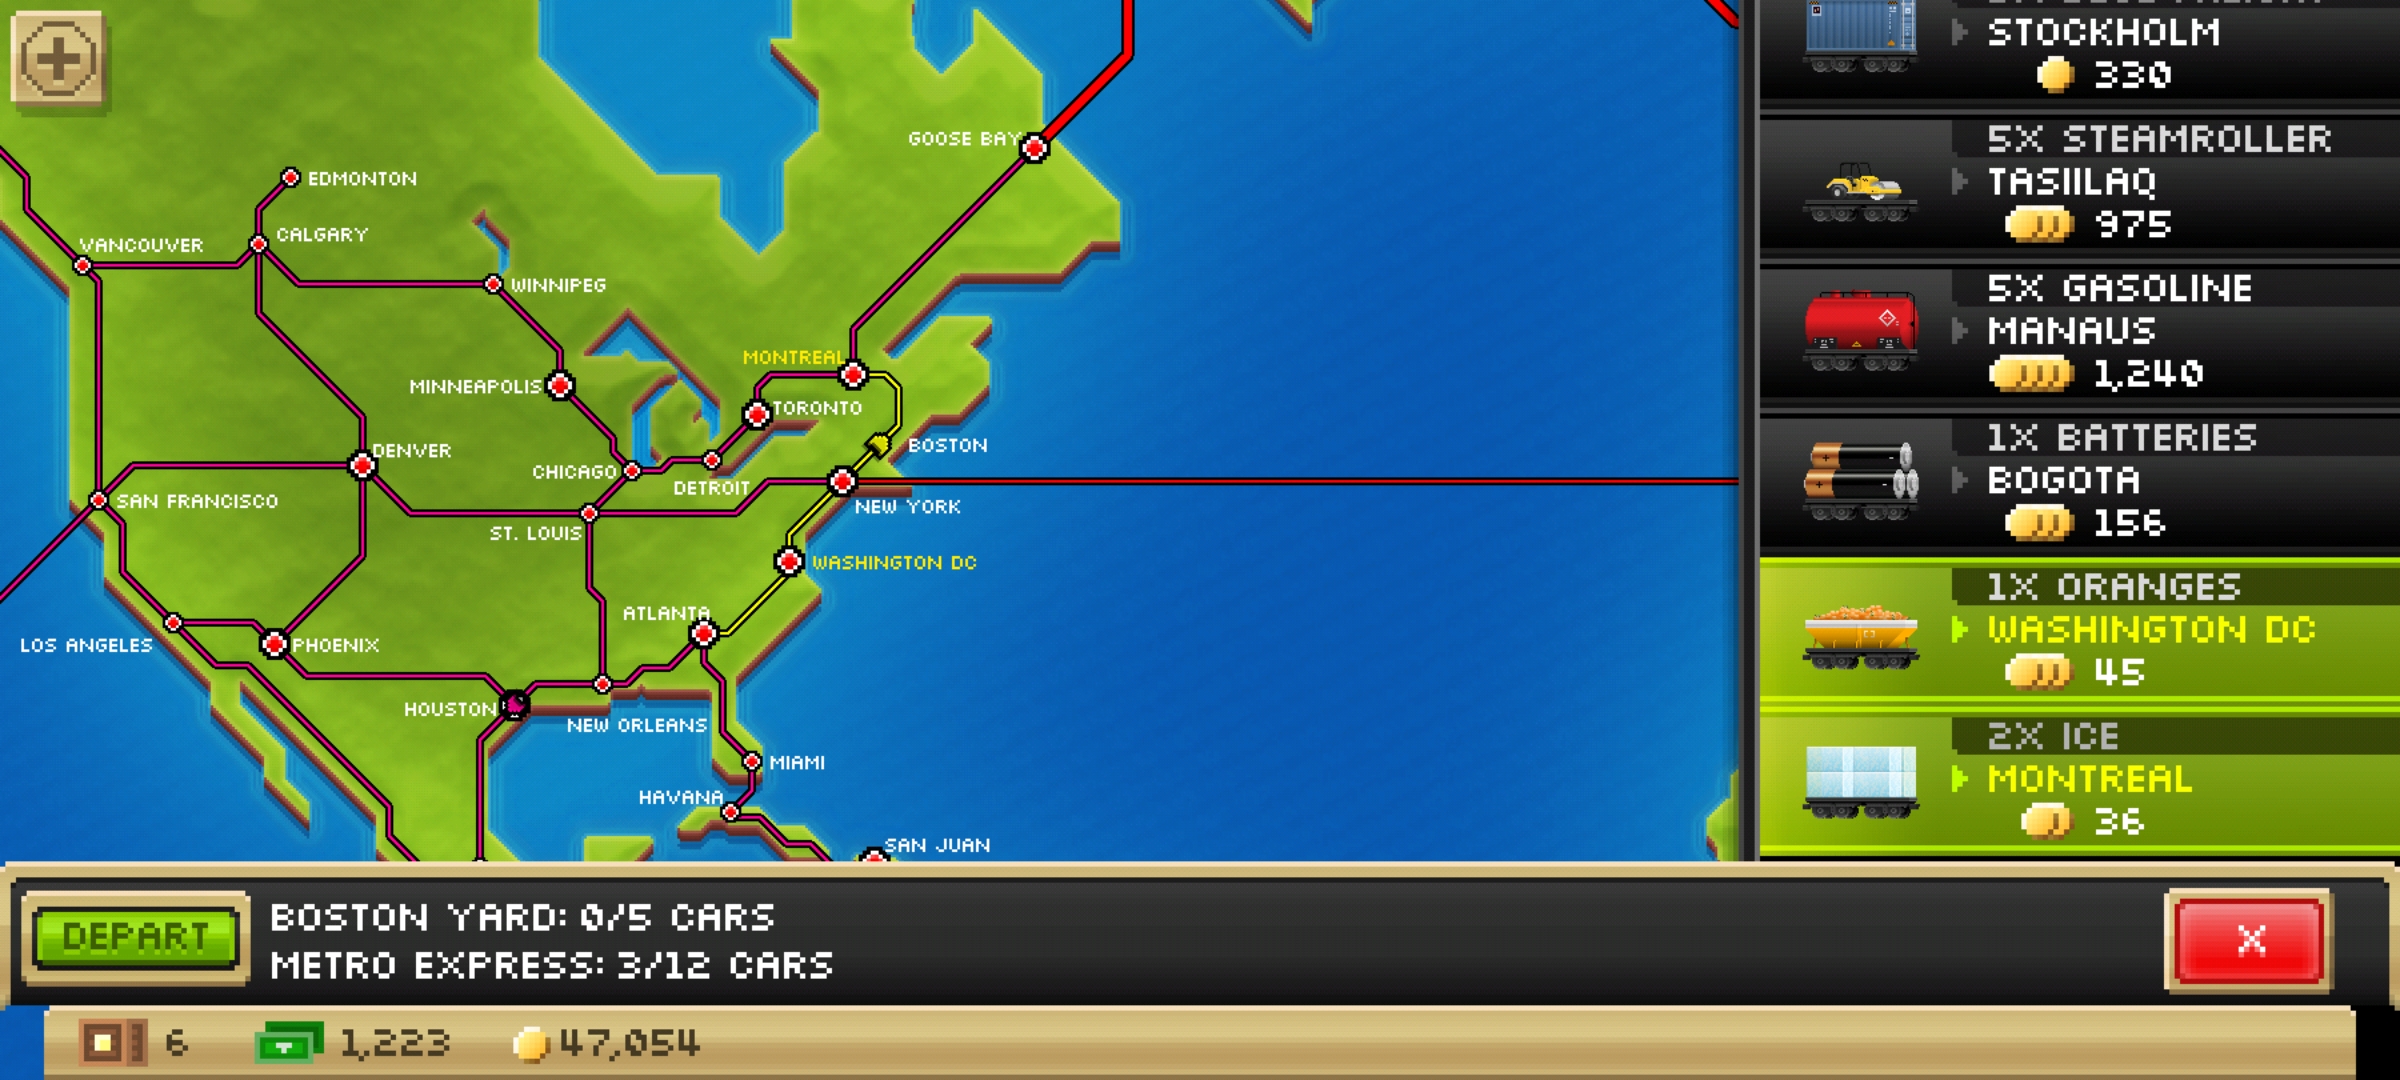 GOOSE BAY
EDMONTON
CALGARY
VANCOUVER
WINNIPEG
MONTREAL
MINNEAPOLIS
TORONTO
BOSTON
DENVER
CHICAGO
DETROIT
SAN FRANCISCO
NEW YORK
ST. LOUIS
WASHINGTON DC
ATLANTA
LOS ANGELES
PHOENIX
HOUSTON
NEW ORLEANS
MIAMI
HAVANA
SAN JUAN
STOCKHOLM
330
5X STEAMROLLER
TASIILAQ
975
5X GASOLINE
MANAUS
1,240
1X BATTERIES
BOGOTA
156
1X ORANGES
WASHINGTON DC
45
2X ICE
MONTREAL
36
DEPART
BOSTON YARD: 0/5 CARS
METRO EXPRESS: 3/12 CARS
X
6
1,223
47,054